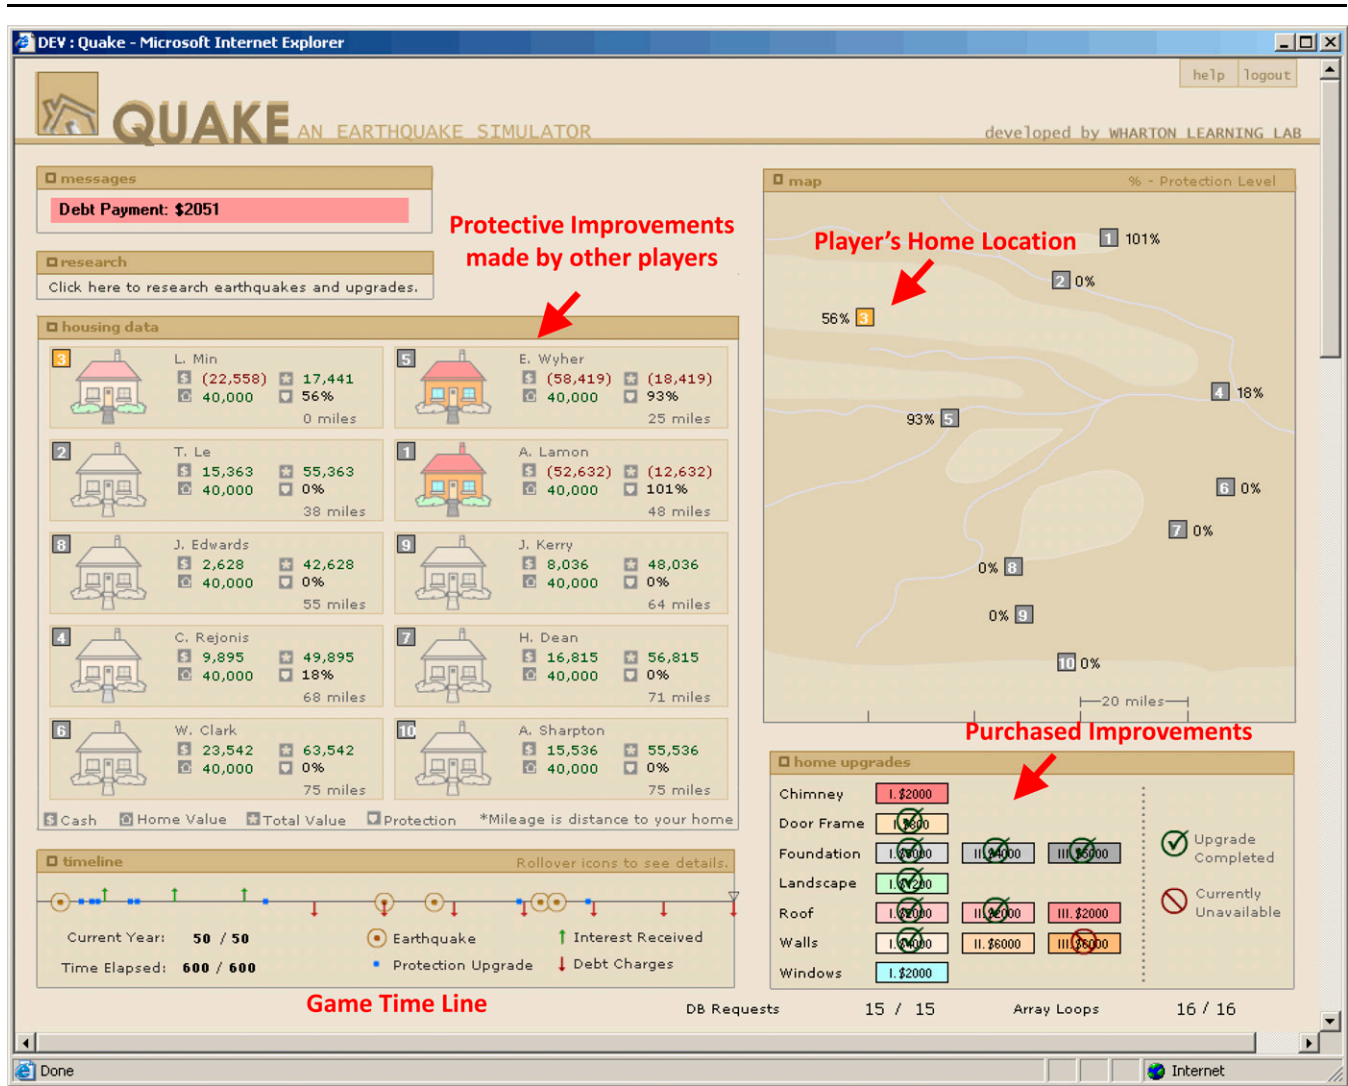 DEV : Quake - Microsoft Internet Explorer
help logout
QUAKE AN EARTHQUAKE SIMULATOR
developed by WHARTON LEARNING LAB
messages
Debt Payment: $2051
research
Click here to research earthquakes and upgrades.
Protective Improvements
made by other players
housing data
3 L. Min
$ (22,558) 17,441
40,000 56%
0 miles
5 E. Wyher
$ (58,419) (18,419)
40,000 93%
25 miles
2 T. Le
$ 15,363 55,363
40,000 0%
38 miles
1 A. Lamon
$ (52,632) (12,632)
40,000 101%
48 miles
8 J. Edwards
$ 2,628 42,628
40,000 0%
55 miles
9 J. Kerry
$ 8,036 48,036
40,000 0%
64 miles
4 C. Rejonis
$ 9,895 49,895
40,000 18%
68 miles
7 H. Dean
$ 16,815 56,815
40,000 0%
71 miles
6 W. Clark
$ 23,542 63,542
40,000 0%
75 miles
10 A. Sharpton
$ 15,536 55,536
40,000 0%
75 miles
$ Cash Home Value Total Value Protection *Mileage is distance to your home
timeline Rollover icons to see details.
Current Year: 50 / 50
Time Elapsed: 600 / 600
Earthquake Interest Received
Protection Upgrade Debt Charges
Game Time Line
map % - Protection Level
Player's Home Location
1 101%
2 0%
56% 3
4 18%
93% 5
6 0%
7 0%
0% 8
0% 9
10 0%
20 miles
Purchased Improvements
home upgrades
Chimney I. $2000
Door Frame
Foundation
Landscape
Roof III. $2000
Walls II. $6000
Windows I. $2000
Upgrade
Completed
Currently
Unavailable
DB Requests 15 / 15 Array Loops 16 / 16
Done Internet